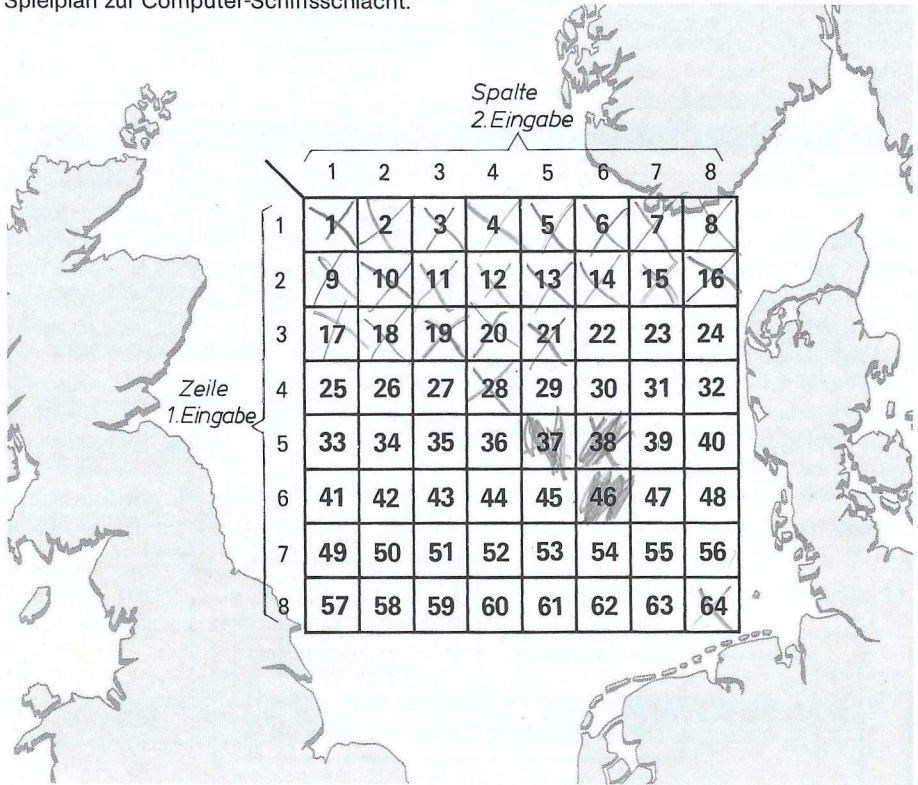 Spielplan zur Computer-Schiffsschlacht.
Spalte
2. Eingabe
1 2 3 4 5 6 7 8
1 1 2 3 4 5 6 7 8
2 9 10 11 12 13 14 15 16
3 17 18 19 20 21 22 23 24
Zeile
1. Eingabe
4 25 26 27 28 29 30 31 32
5 33 34 35 36 37 38 39 40
6 41 42 43 44 45 46 47 48
7 49 50 51 52 53 54 55 56
8 57 58 59 60 61 62 63 64